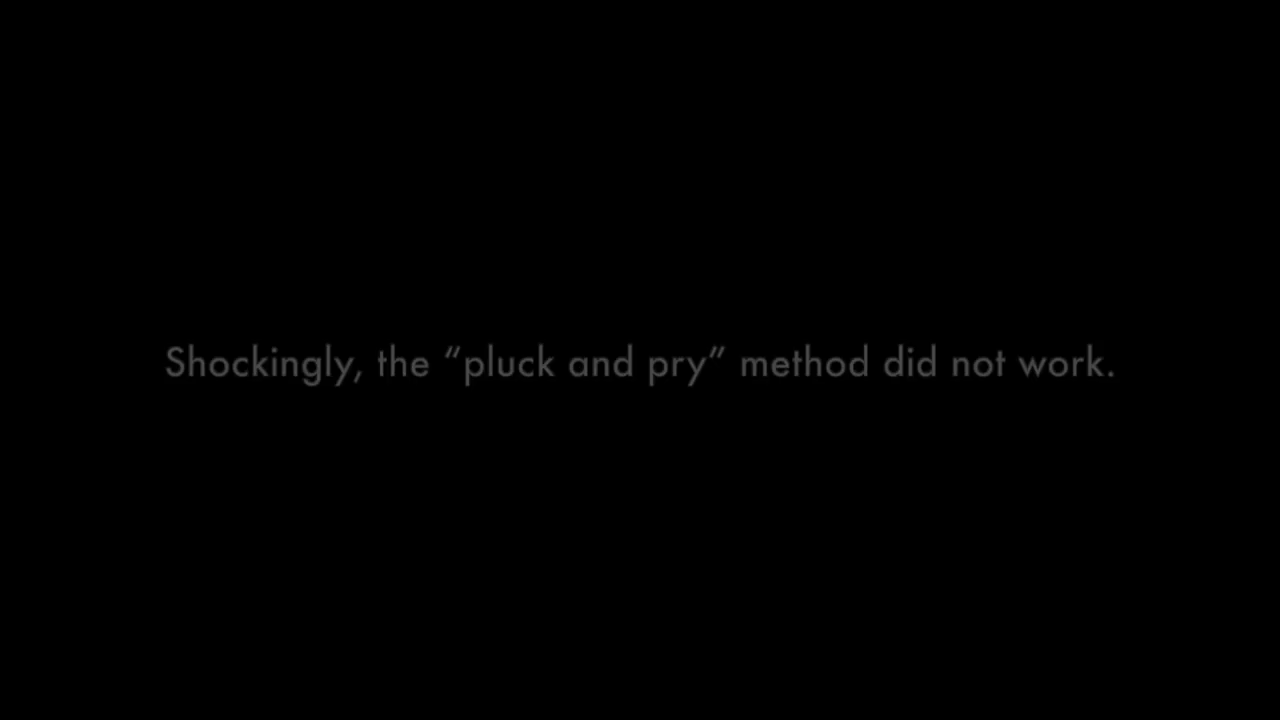 Shockingly, the “pluck and pry” method did not work.